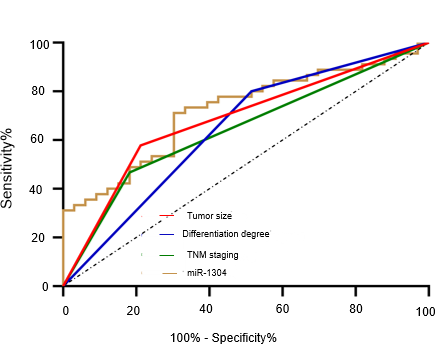 100
80
60
40
20
0
Sensitivity%
Tumor size
Differentiation degree
TNM staging
miR-1304
0
20
40
60
80
100
100% - Specificity%